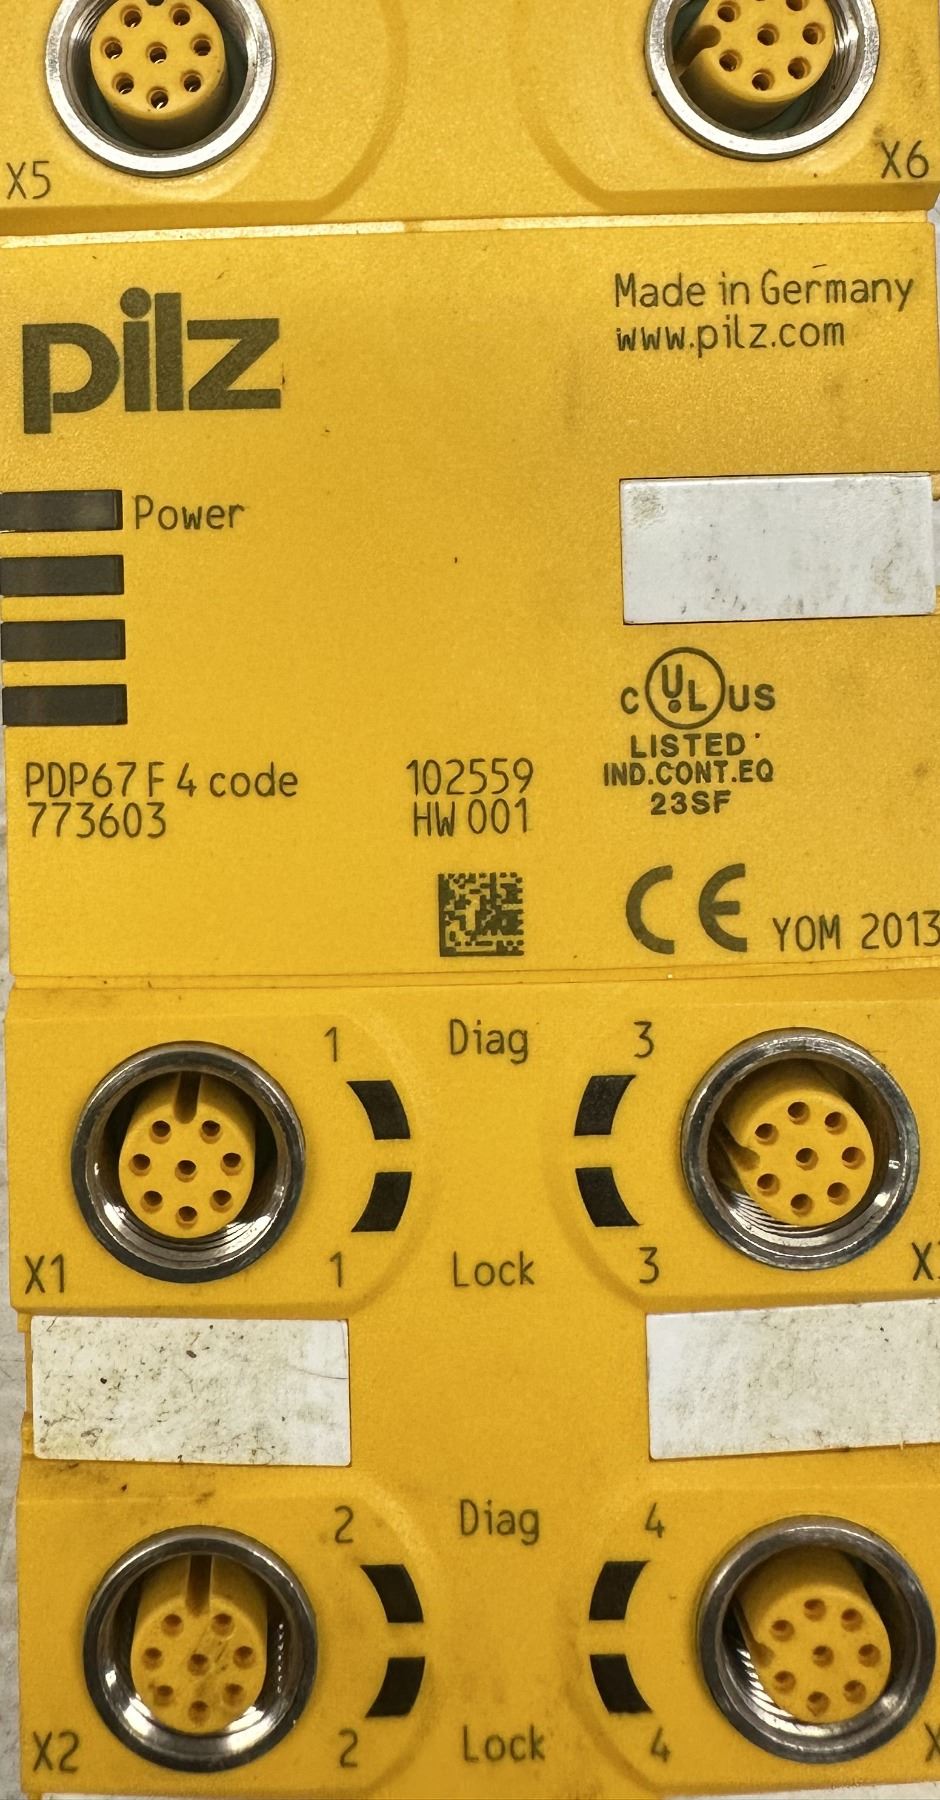 X5
X6
pilz
Made in Germany
www.pilz.com
Power
c UL US
LISTED
IND.CONT.EQ
23SF
PDP67 F 4 code
773603
102559
HW 001
CE YOM 2013
1 Diag 3
X1
1 Lock 3
2 Diag 4
X2
2 Lock 4